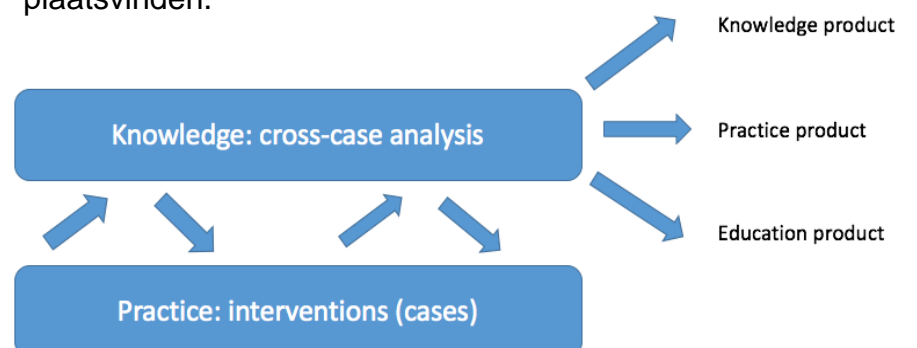 plaatsvinden.
Knowledge product
Knowledge: cross-case analysis
Practice product
Education product
Practice: interventions (cases)